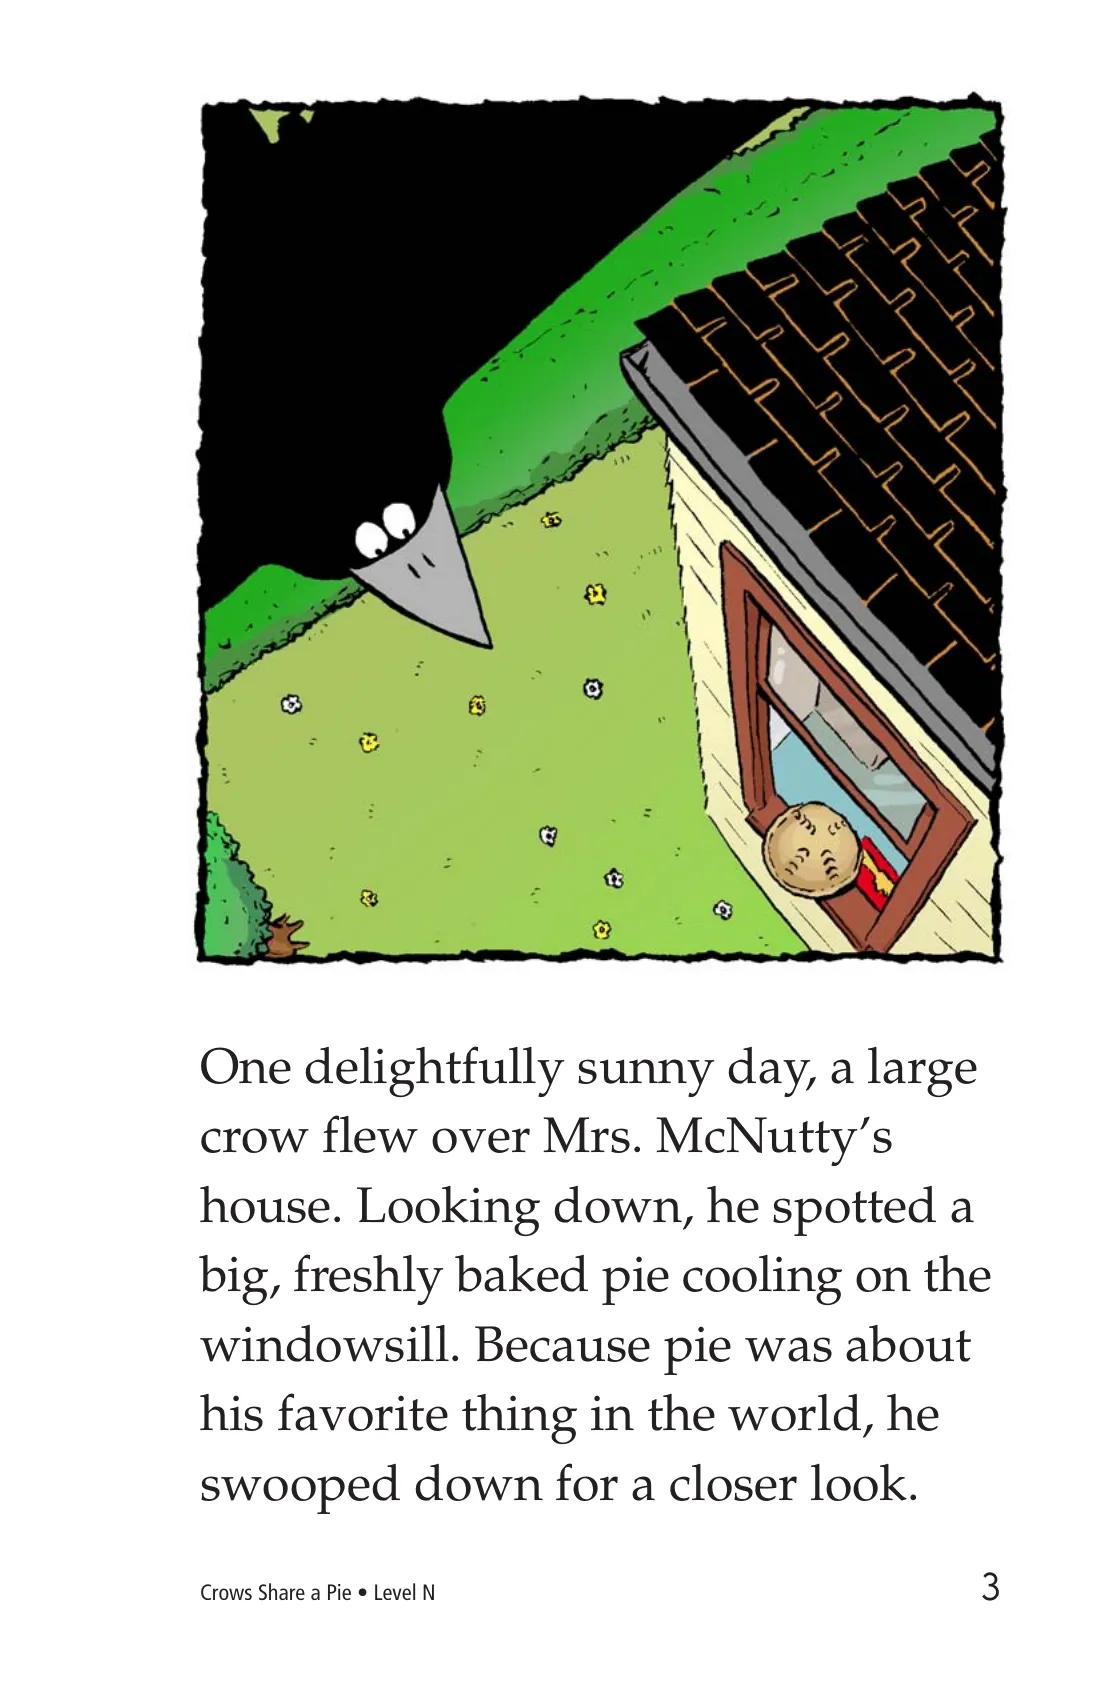 One delightfully sunny day, a large
crow flew over Mrs. McNutty’s
house. Looking down, he spotted a
big, freshly baked pie cooling on the
windowsill. Because pie was about
his favorite thing in the world, he
swooped down for a closer look.
Crows Share a Pie • Level N
3